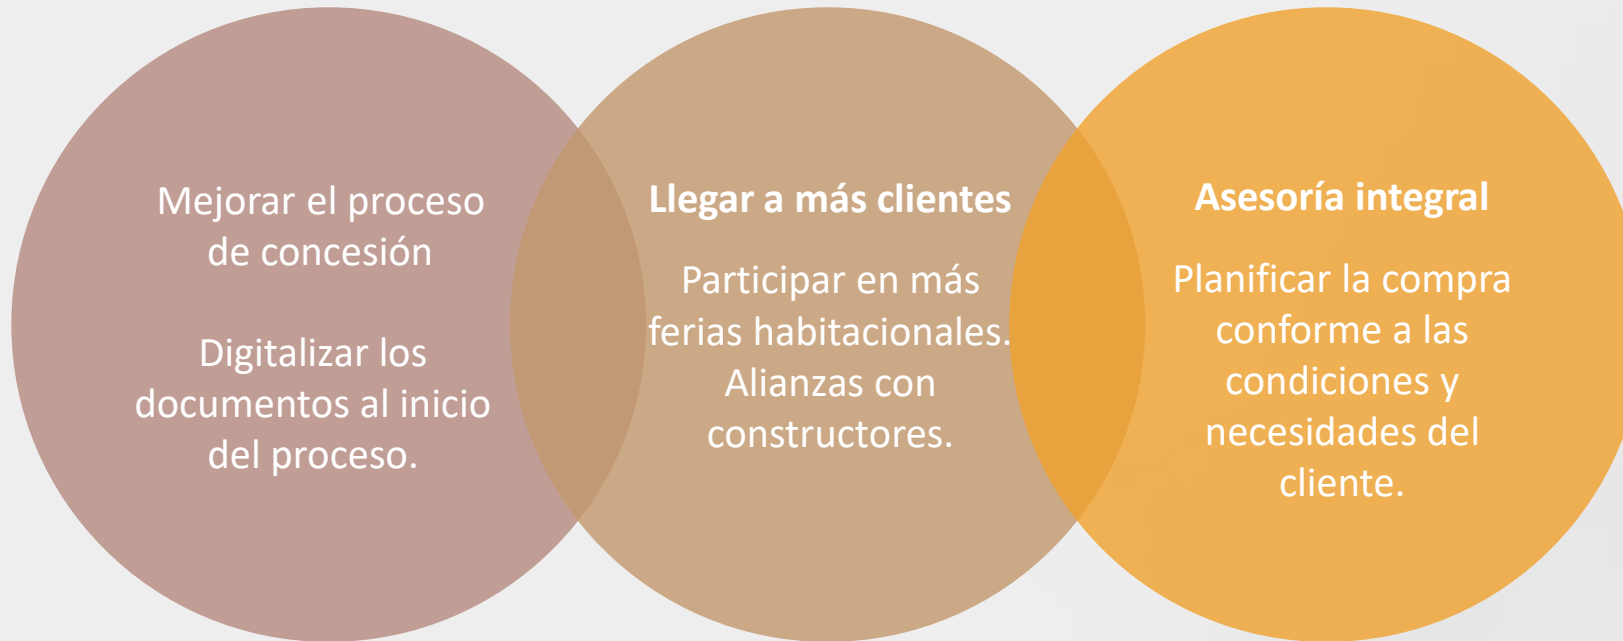 Mejorar el proceso
de concesión
Digitalizar los
documentos al inicio
del proceso.
Llegar a más clientes
Participar en más
ferias habitacionales.
Alianzas con
constructores.
Asesoría integral
Planificar la compra
conforme a las
condiciones y
necesidades del
cliente.